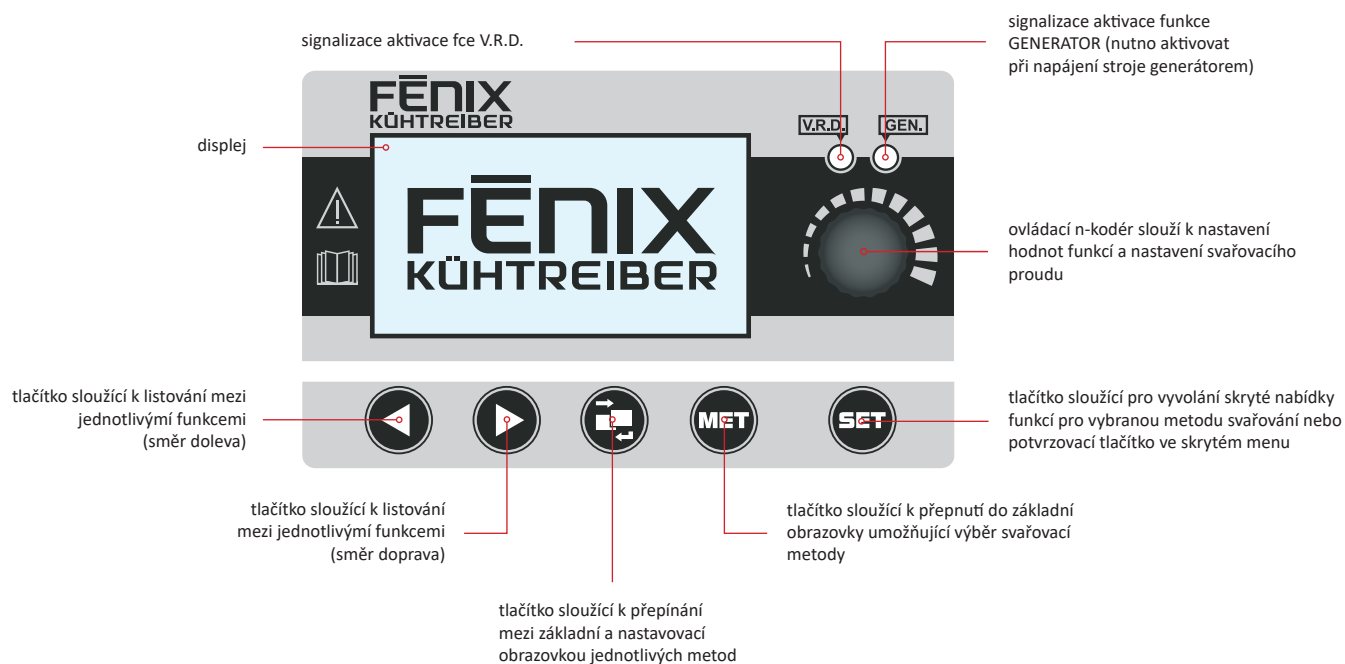 signalizace aktivace fce V.R.D.
signalizace aktivace funkce
GENERATOR (nutno aktivovat
při napájení stroje generátorem)
FĒNIX
KÜHTREIBER
V.R.D.
GEN.
displej
FĒNIX
KÜHTREIBER
ovládací n-kodér slouží k nastavení
hodnot funkcí a nastavení svařovacího
proudu
tlačítko sloužící k listování mezi
jednotlivými funkcemi
(směr doleva)
MET
SET
tlačítko sloužící pro vyvolání skryté nabídky
funkcí pro vybranou metodu svařování nebo
potvrzovací tlačítko ve skrytém menu
tlačítko sloužící k listování
mezi jednotlivými funkcemi
(směr doprava)
tlačítko sloužící k přepnutí do základní
obrazovky umožňující výběr svařovací
metody
tlačítko sloužící k přepínání
mezi základní a nastavovací
obrazovkou jednotlivých metod